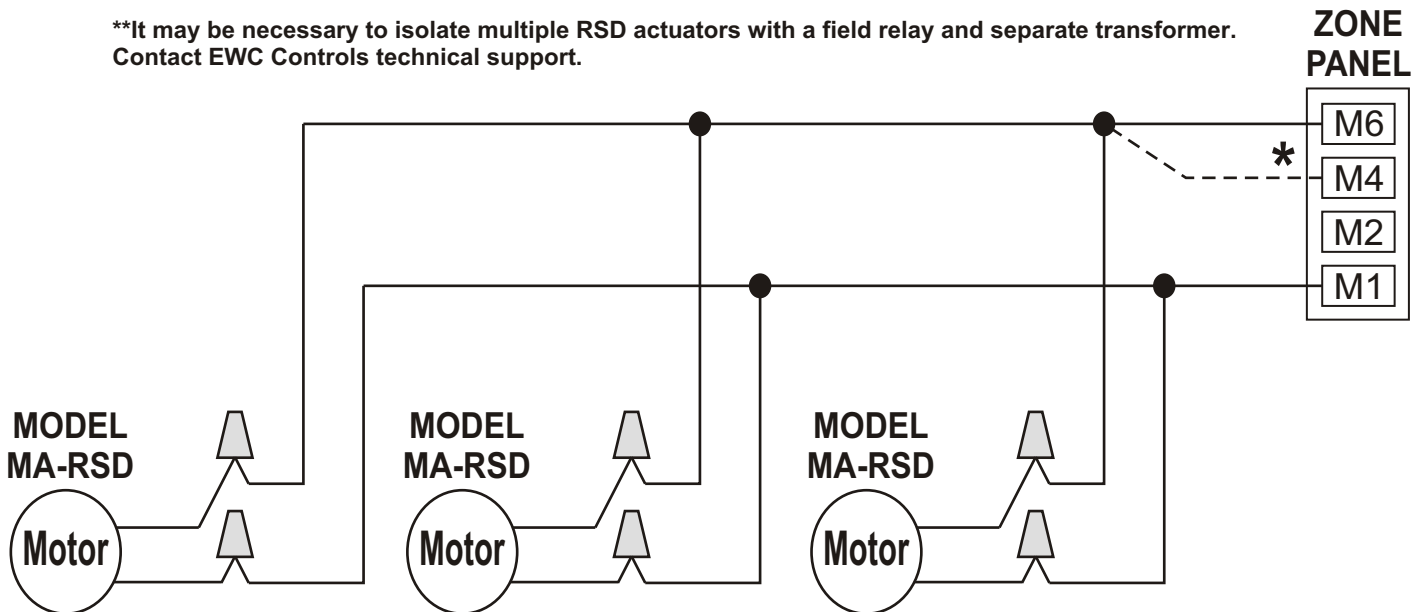 **It may be necessary to isolate multiple RSD actuators with a field relay and separate transformer.
Contact EWC Controls technical support.
ZONE
PANEL
M6
*
M4
M2
M1
MODEL
MA-RSD
Motor
MODEL
MA-RSD
Motor
MODEL
MA-RSD
Motor